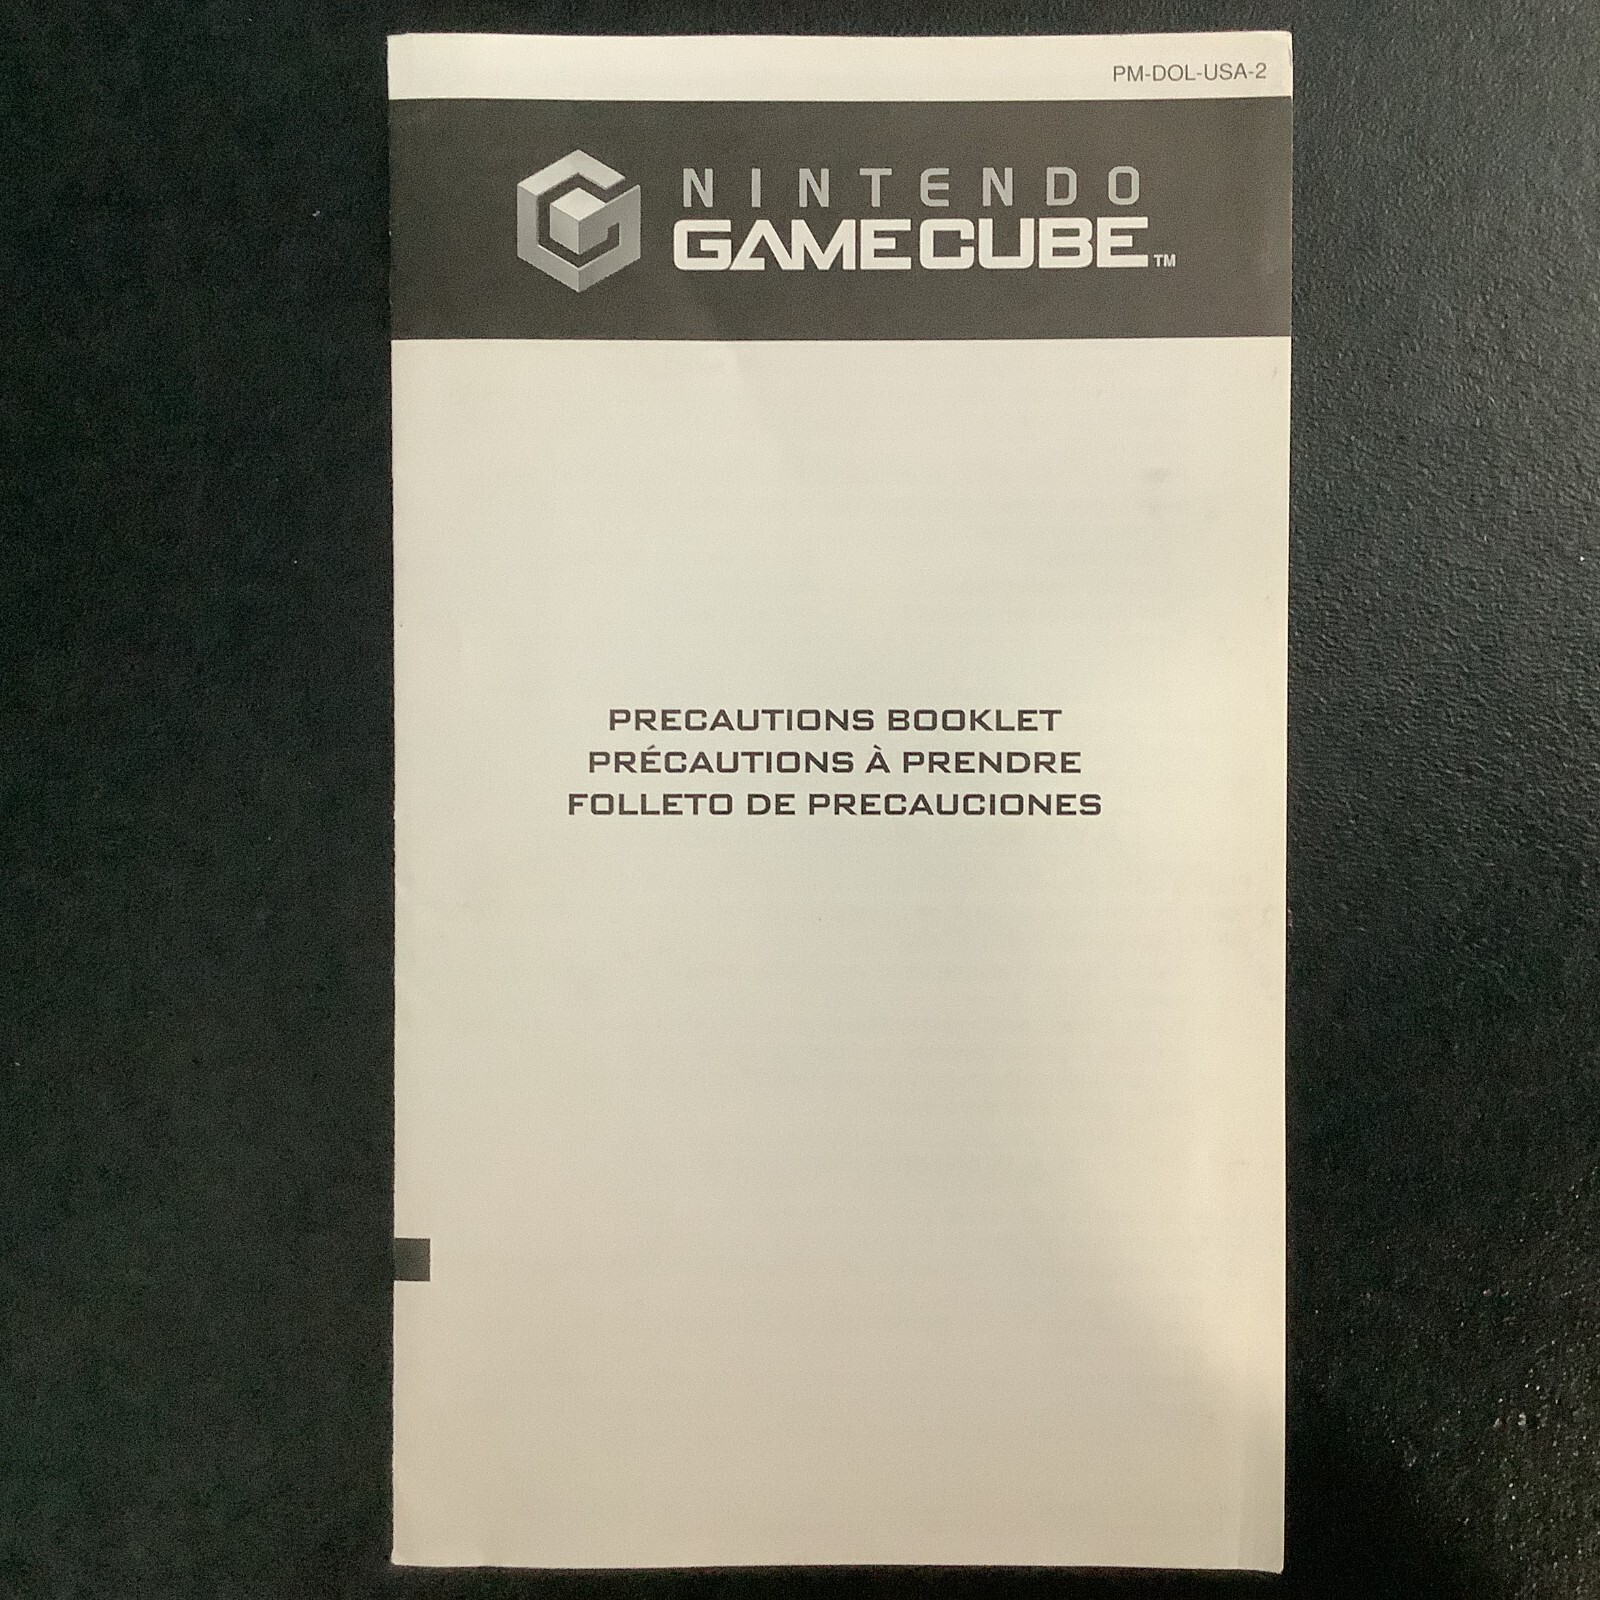 PM-DOL-USA-2
NINTENDO
GAMECUBE™
PRECAUTIONS BOOKLET
PRÉCAUTIONS À PRENDRE
FOLLETO DE PRECAUCIONES